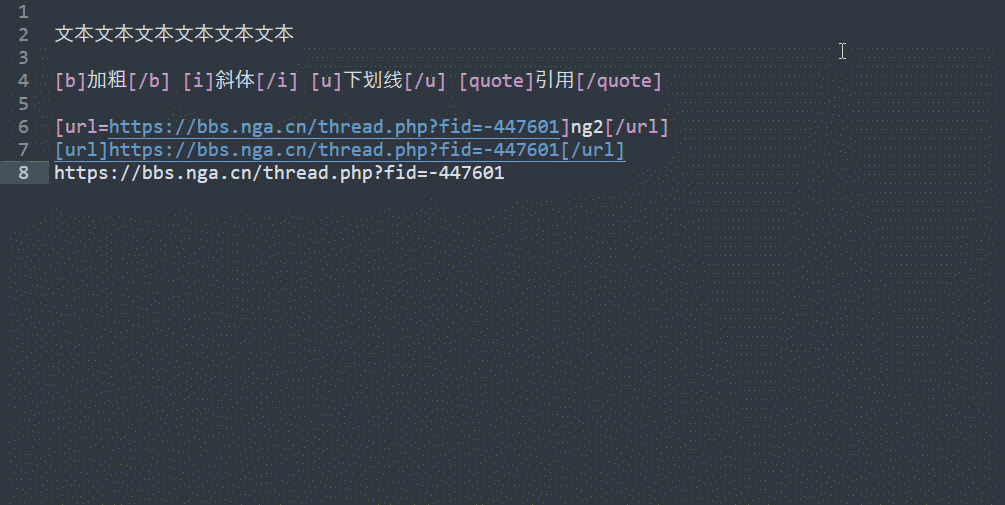 1
2 文本文本文本文本文本文本
3
4 [b]加粗[/b] [i]斜体[/i] [u]下划线[/u] [quote]引用[/quote]
5
6 [url=https://bbs.nga.cn/thread.php?fid=-447601]ng2[/url]
7 [url]https://bbs.nga.cn/thread.php?fid=-447601[/url]
8 https://bbs.nga.cn/thread.php?fid=-447601